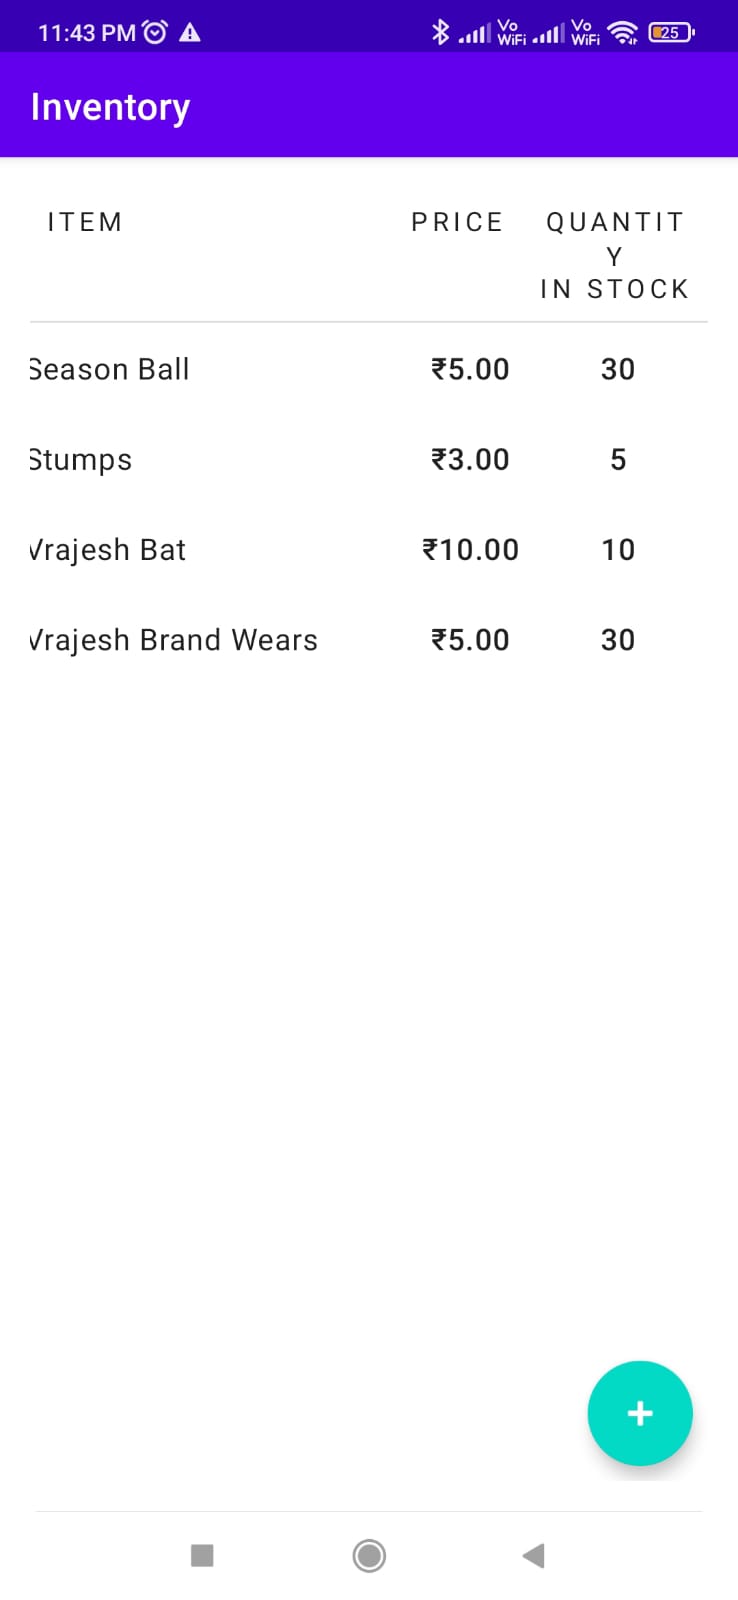 11:43 PM Vo WiFi Vo WiFi 25
Inventory
ITEM PRICE QUANTIT
Y
IN STOCK
Season Ball ₹5.00 30
Stumps ₹3.00 5
Vrajesh Bat ₹10.00 10
Vrajesh Brand Wears ₹5.00 30
+